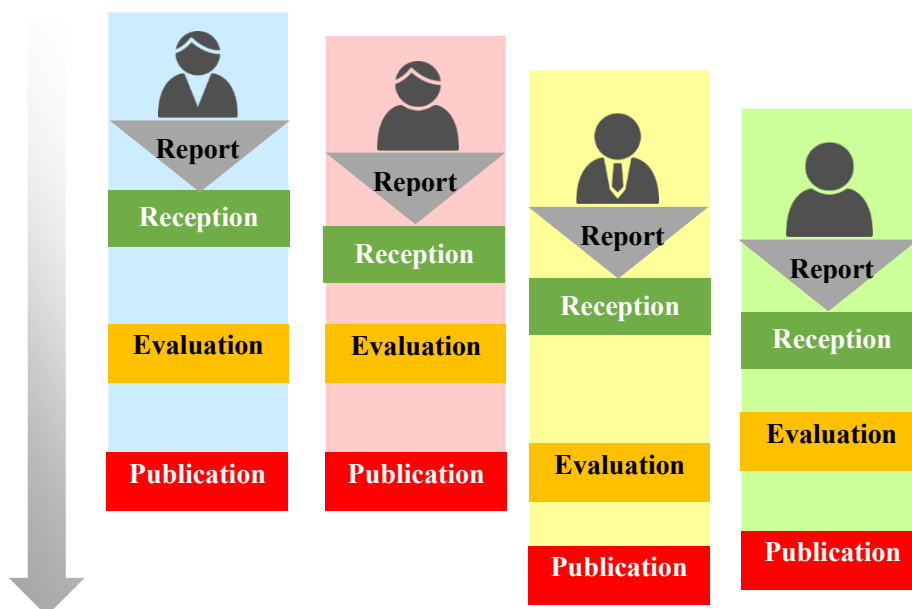 Report
Reception
Evaluation
Publication
Report
Reception
Evaluation
Publication
Report
Reception
Evaluation
Publication
Report
Reception
Evaluation
Publication